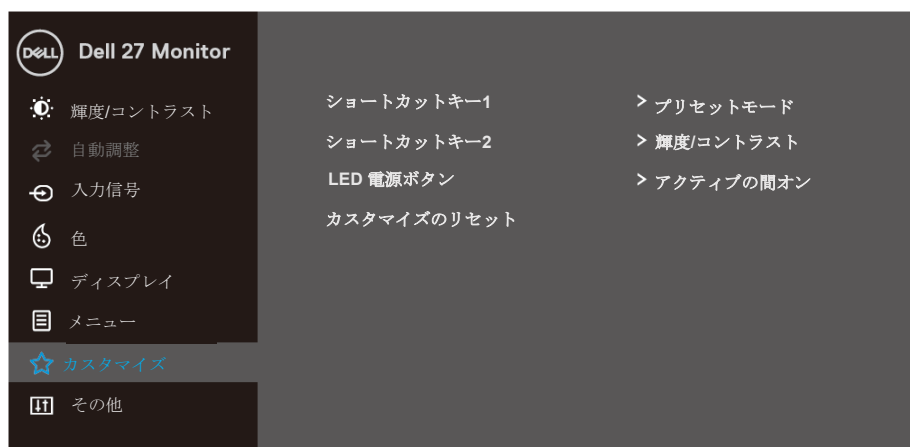 DELL Dell 27 Monitor
輝度/コントラスト
自動調整
入力信号
色
ディスプレイ
メニュー
カスタマイズ
その他
ショートカットキー1 > プリセットモード
ショートカットキー2 > 輝度/コントラスト
LED 電源ボタン > アクティブの間オン
カスタマイズのリセット